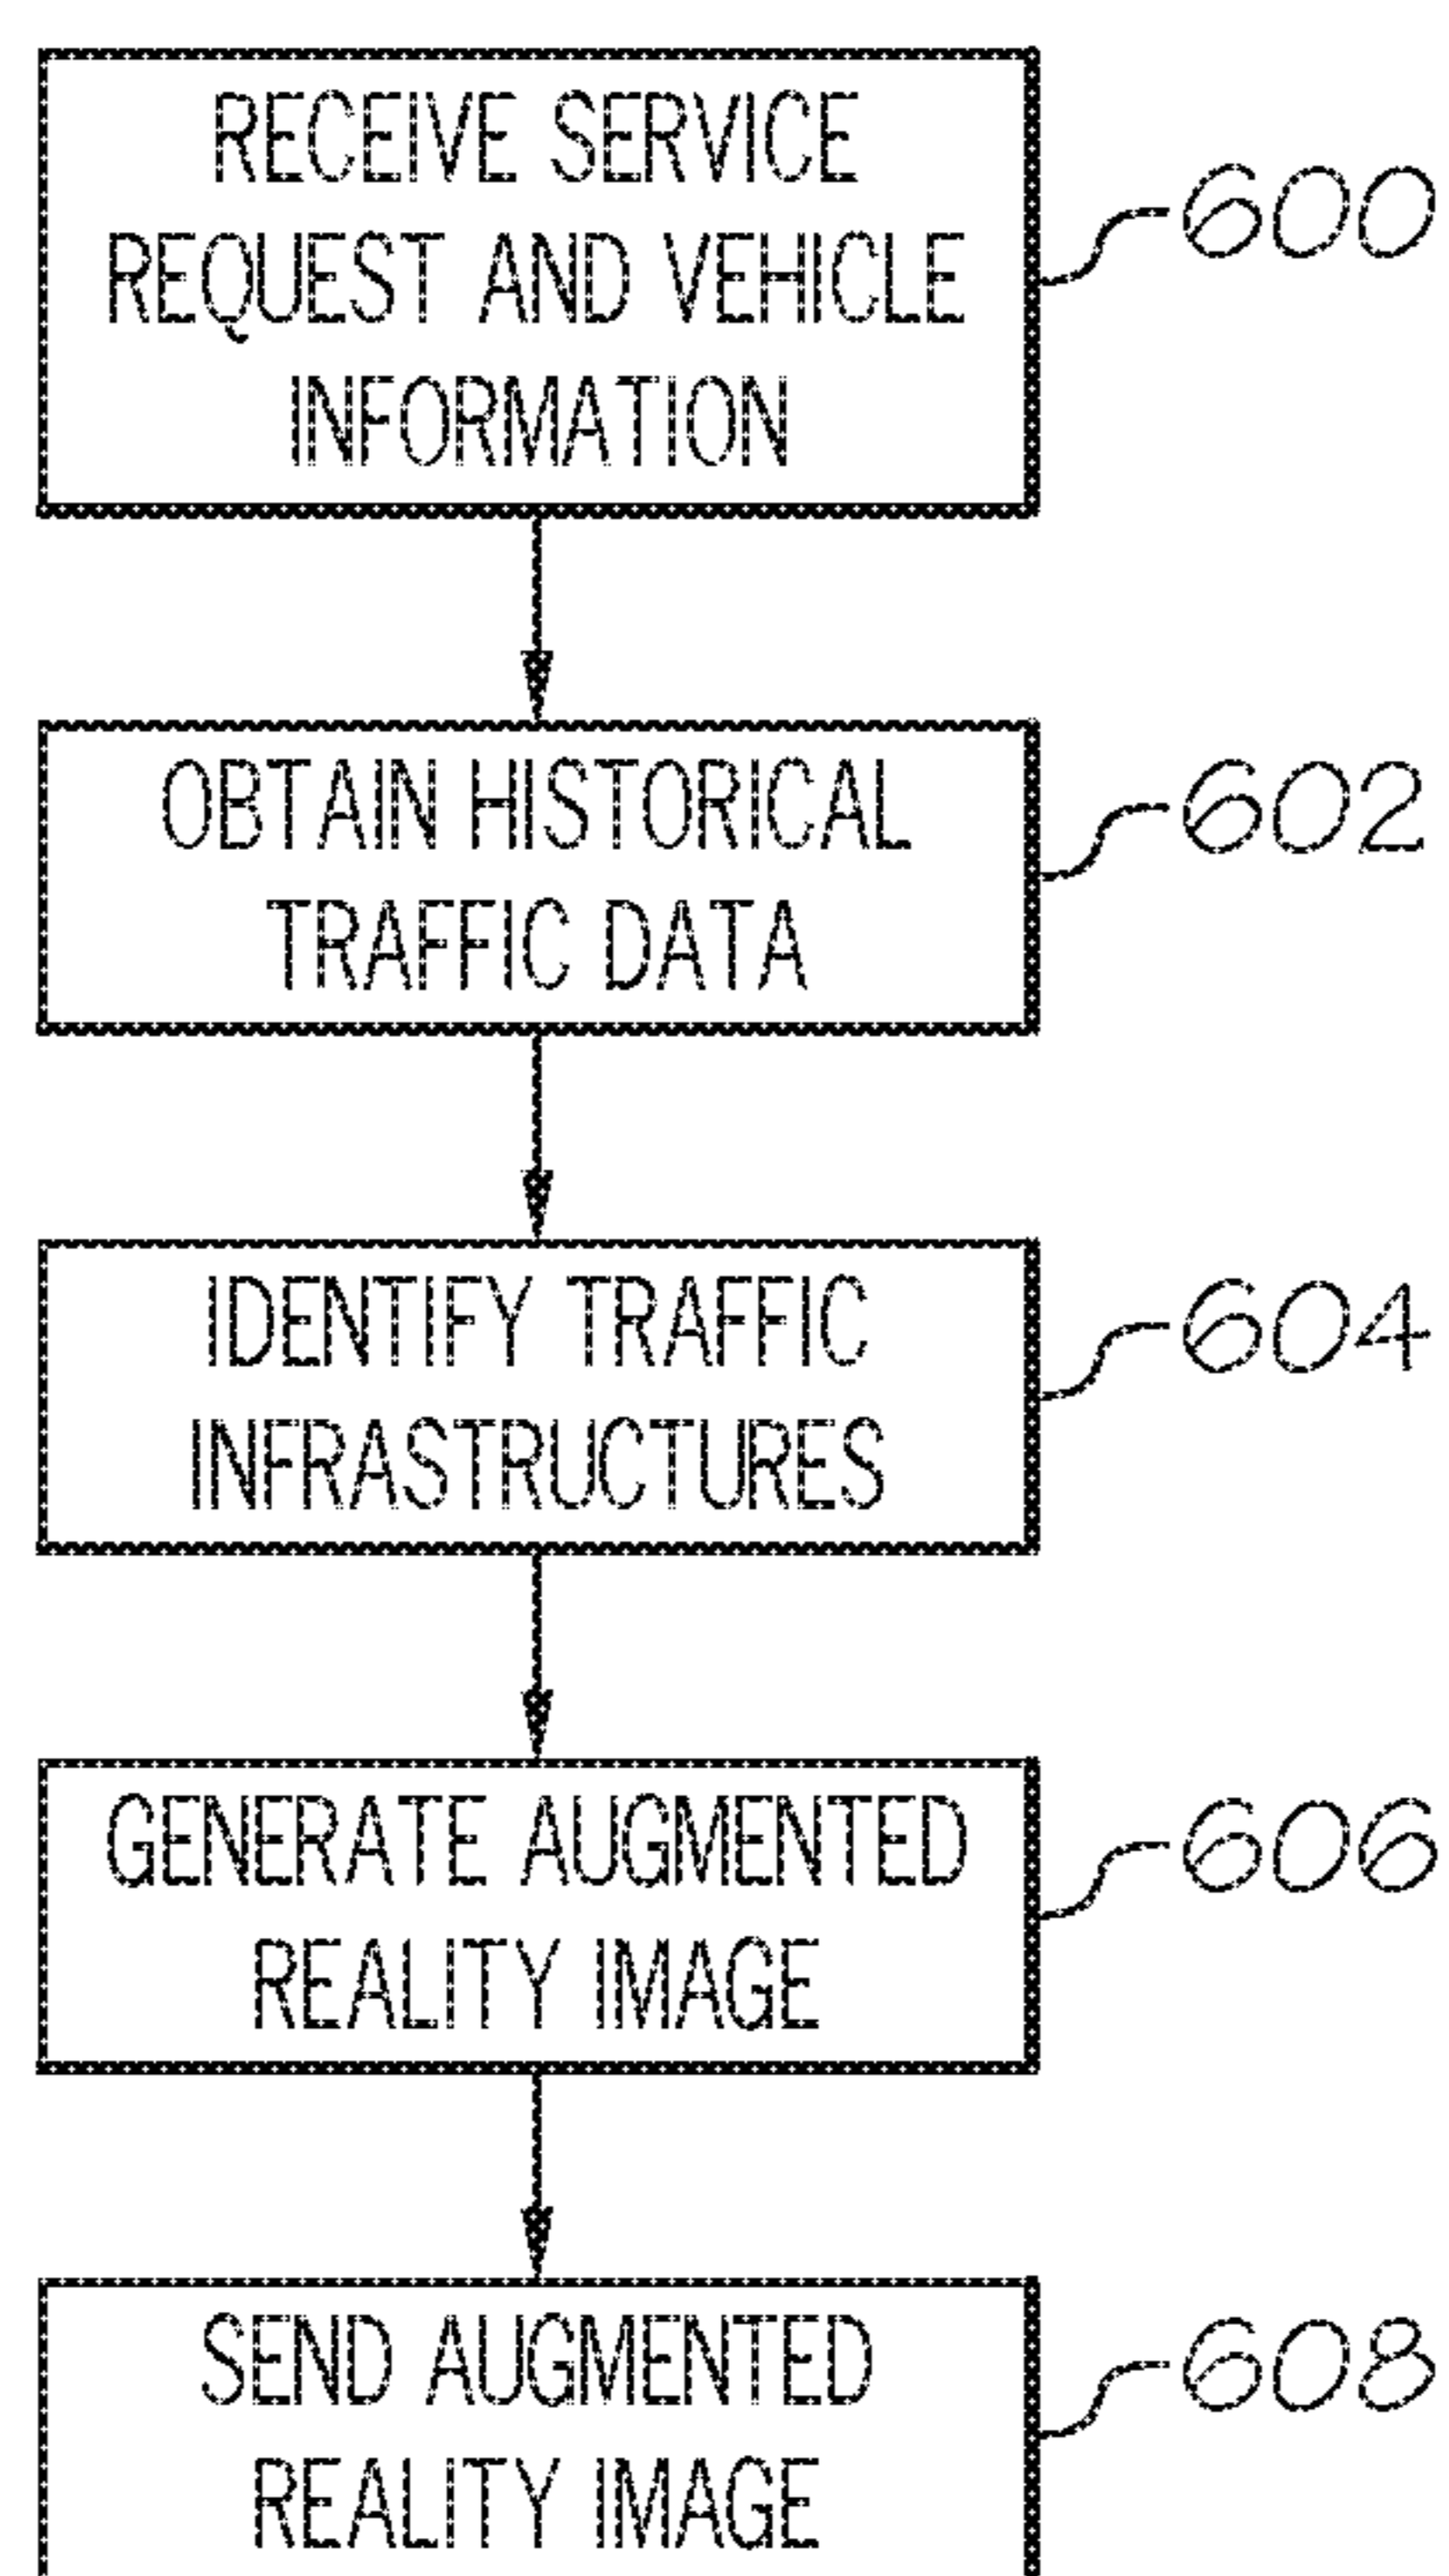 RECEIVE SERVICE
REQUEST AND VEHICLE
INFORMATION
600
OBTAIN HISTORICAL
TRAFFIC DATA
602
IDENTIFY TRAFFIC
INFRASTRUCTURES
604
GENERATE AUGMENTED
REALITY IMAGE
606
SEND AUGMENTED
REALITY IMAGE
608